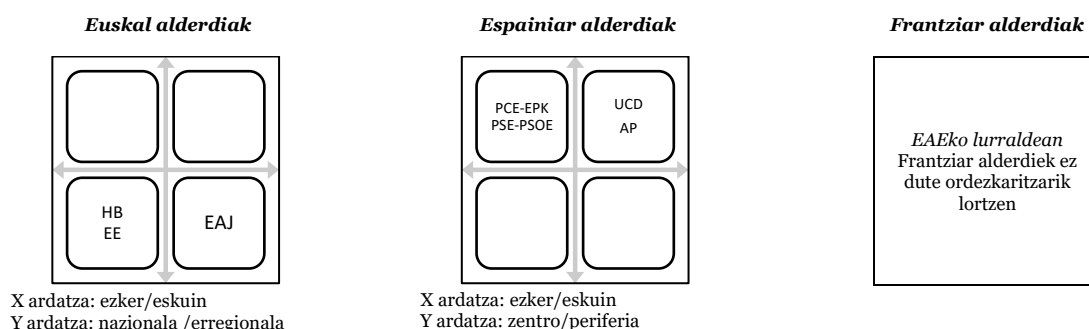 Euskal alderdiak
HB
EE
EAJ
X ardatza: ezker/eskuin
Y ardatza: nazionala /erregionala
Espainiar alderdiak
PCE-EPK
PSE-PSOE
UCD
AP
X ardatza: ezker/eskuin
Y ardatza: zentro/periferia
Frantziar alderdiak
EAEko lurraldean
Frantziar alderdiek ez
dute ordezkaritzarik
lortzen